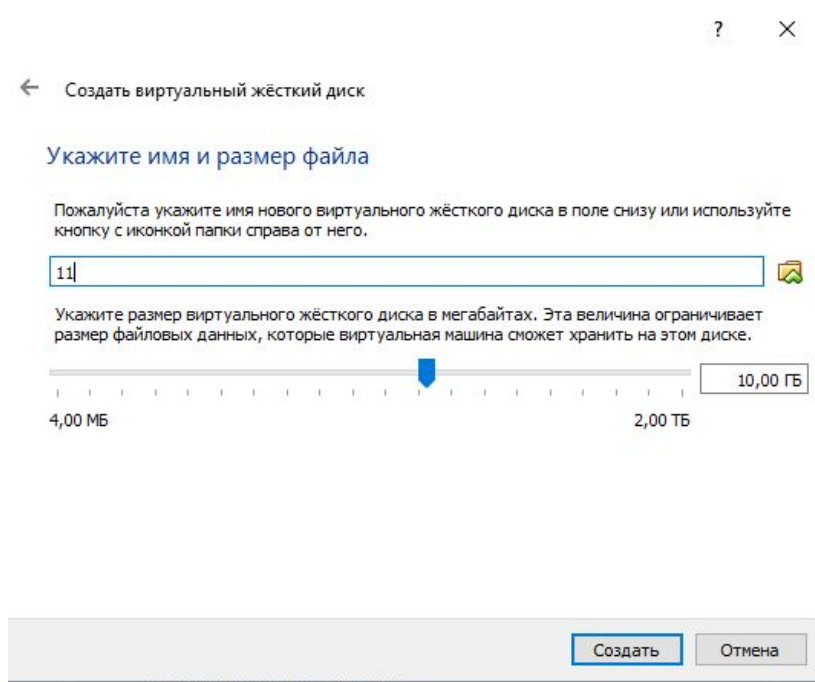 ?
Создать виртуальный жёсткий диск
Укажите имя и размер файла
Пожалуйста укажите имя нового виртуального жёсткого диска в поле снизу или используйте
кнопку с иконкой папки справа от него.
11
Укажите размер виртуального жёсткого диска в мегабайтах. Эта величина ограничивает
размер файловых данных, которые виртуальная машина сможет хранить на этом диске.
10,00 ГБ
4,00 МБ 2,00 ТБ
Создать Отмена